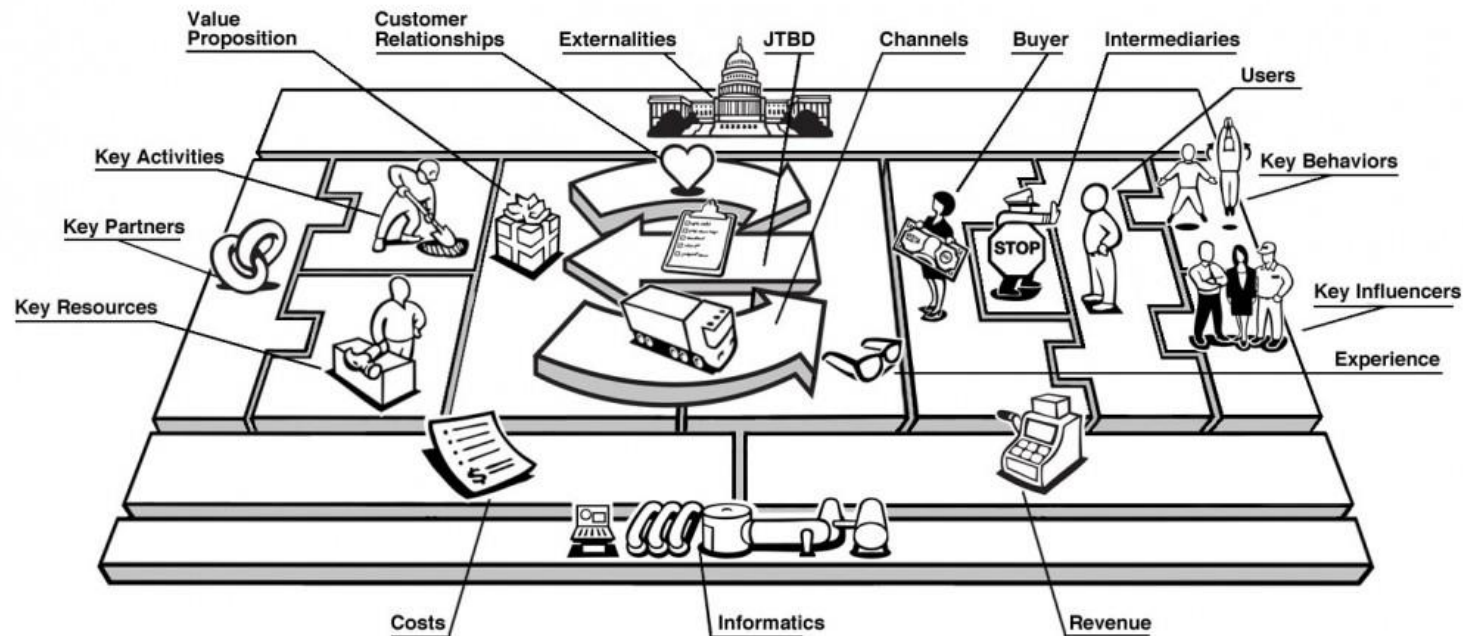 Value
Proposition
Customer
Relationships
Externalities
JTBD
Channels
Buyer
Intermediaries
Users
Key Activities
Key Behaviors
Key Partners
STOP
Key Resources
Key Influencers
Experience
$
Costs
Informatics
Revenue